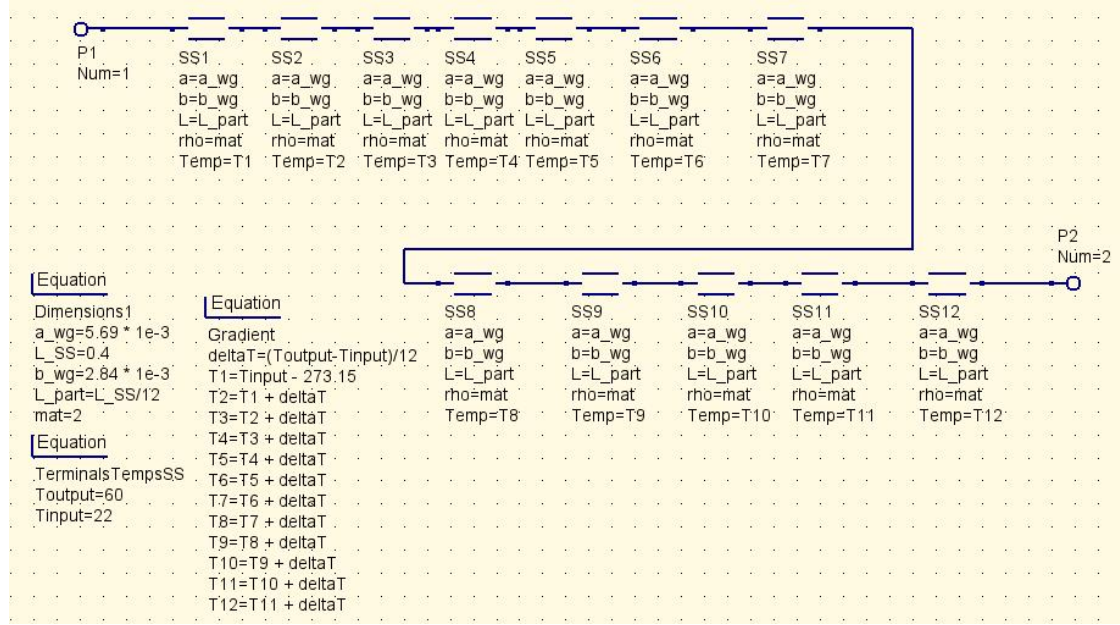 P1
Num=1
SS1
a=a_wg
b=b_wg
L=L_part
rho=mat
Temp=T1
SS2
a=a_wg
b=b_wg
L=L_part
rho=mat
Temp=T2
SS3
a=a_wg
b=b_wg
L=L_part
rho=mat
Temp=T3
SS4
a=a_wg
b=b_wg
L=L_part
rho=mat
Temp=T4
SS5
a=a_wg
b=b_wg
L=L_part
rho=mat
Temp=T5
SS6
a=a_wg
b=b_wg
L=L_part
rho=mat
Temp=T6
SS7
a=a_wg
b=b_wg
L=L_part
rho=mat
Temp=T7
P2
Num=2
SS8
a=a_wg
b=b_wg
L=L_part
rho=mat
Temp=T8
SS9
a=a_wg
b=b_wg
L=L_part
rho=mat
Temp=T9
SS10
a=a_wg
b=b_wg
L=L_part
rho=mat
Temp=T10
SS11
a=a_wg
b=b_wg
L=L_part
rho=mat
Temp=T11
SS12
a=a_wg
b=b_wg
L=L_part
rho=mat
Temp=T12
Equation
Dimensions1
a_wg=5.69 * 1e-3
L_SS=0.4
b_wg=2.84 * 1e-3
L_part=L_SS/12
mat=2
Equation
TerminalsTempsSS
Toutput=60
Tinput=22
Equation
Gradient
deltaT=(Toutput-Tinput)/12
T1=Tinput - 273.15
T2=T1 + deltaT
T3=T2 + deltaT
T4=T3 + deltaT
T5=T4 + deltaT
T6=T5 + deltaT
T7=T6 + deltaT
T8=T7 + deltaT
T9=T8 + deltaT
T10=T9 + deltaT
T11=T10 + deltaT
T12=T11 + deltaT